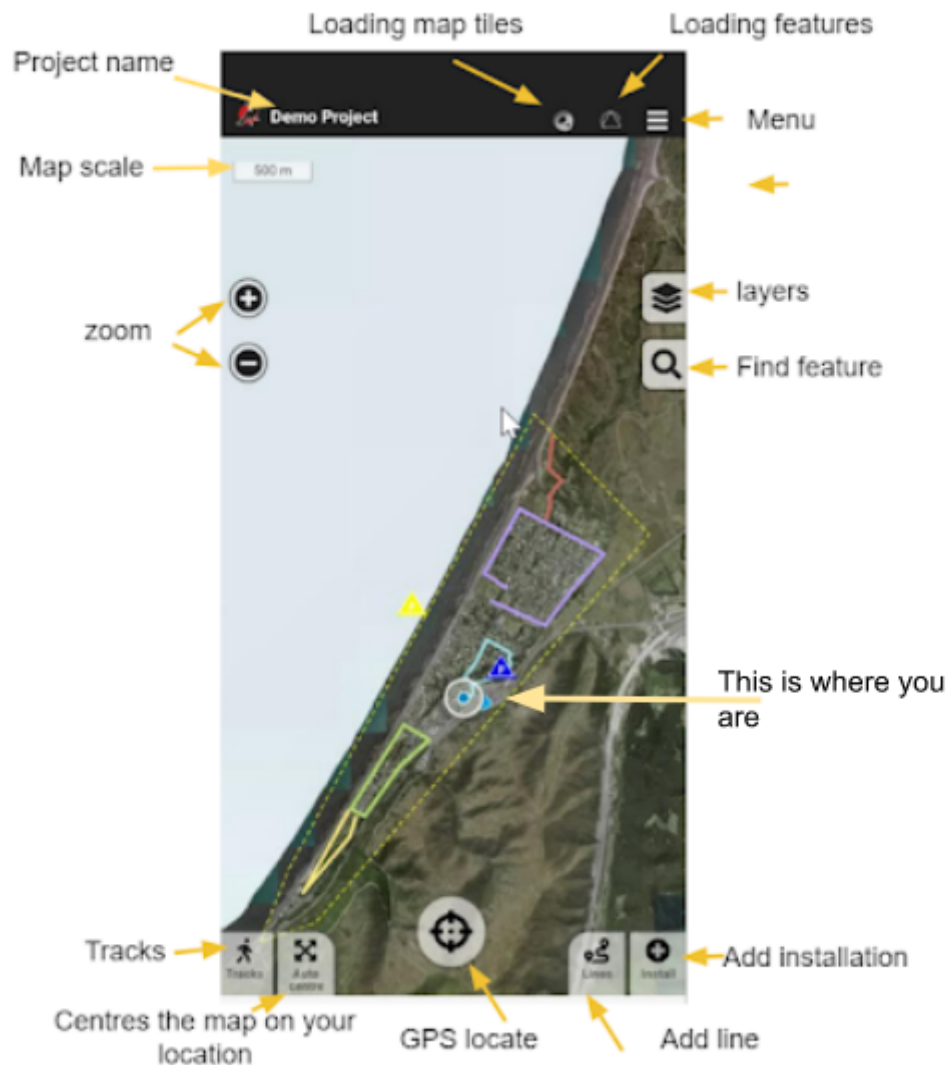 Loading map tiles
Loading features
Project name
Demo Project
Menu
Map scale
500 m
layers
zoom
Find feature
This is where you
are
Tracks
Tracks
Auto
centre
Lines
Install
Add installation
Centres the map on your
location
GPS locate
Add line